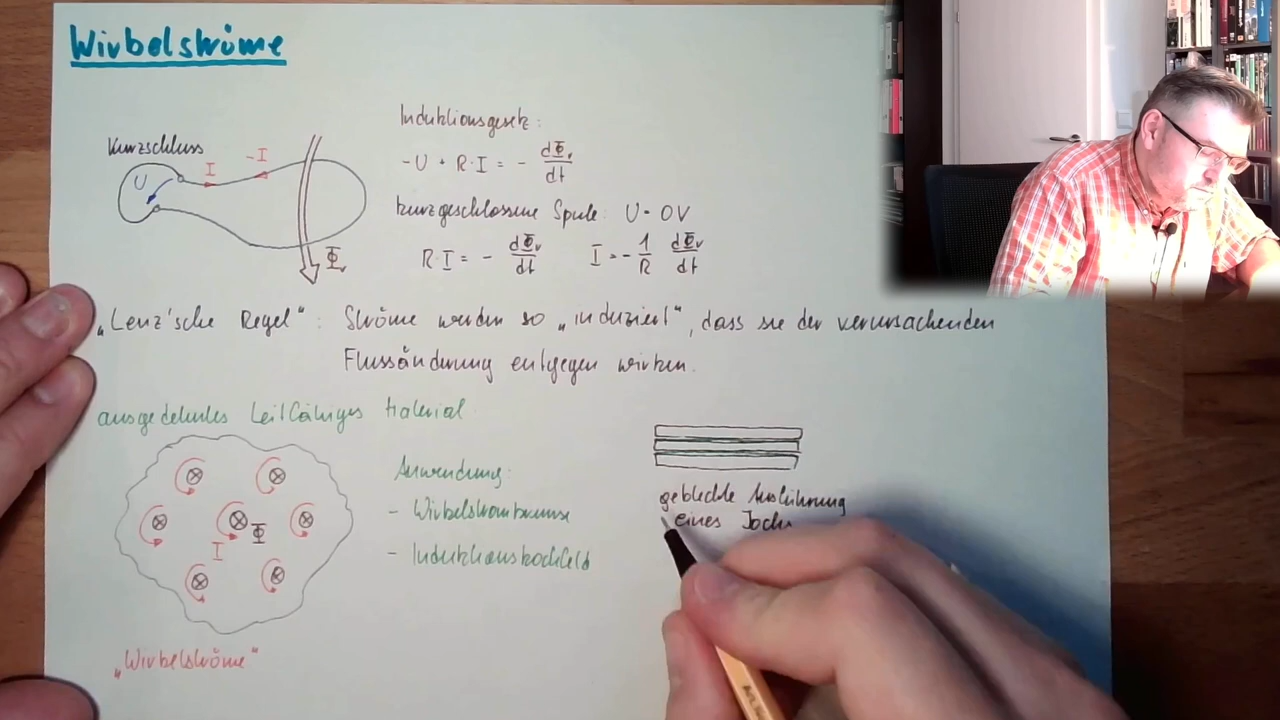 Wirbelströme
Kurzschluss
U
I
-I
Φv
Induktionsgesetz:
-U + R·I = - dΦv/dt
kurzgeschlossene Spule: U = 0V
R·I = - dΦv/dt    I = - 1/R dΦv/dt
„Lenz'sche Regel“: Ströme werden so „induziert“, dass sie der verursachenden
Flussänderung entgegen wirken.
ausgedehntes leitfähiges Material
Φ
I
„Wirbelströme“
Anwendung:
- Wirbelstrombremse
- Induktionskochfeld
geblechte Ausführung
eines Jochs